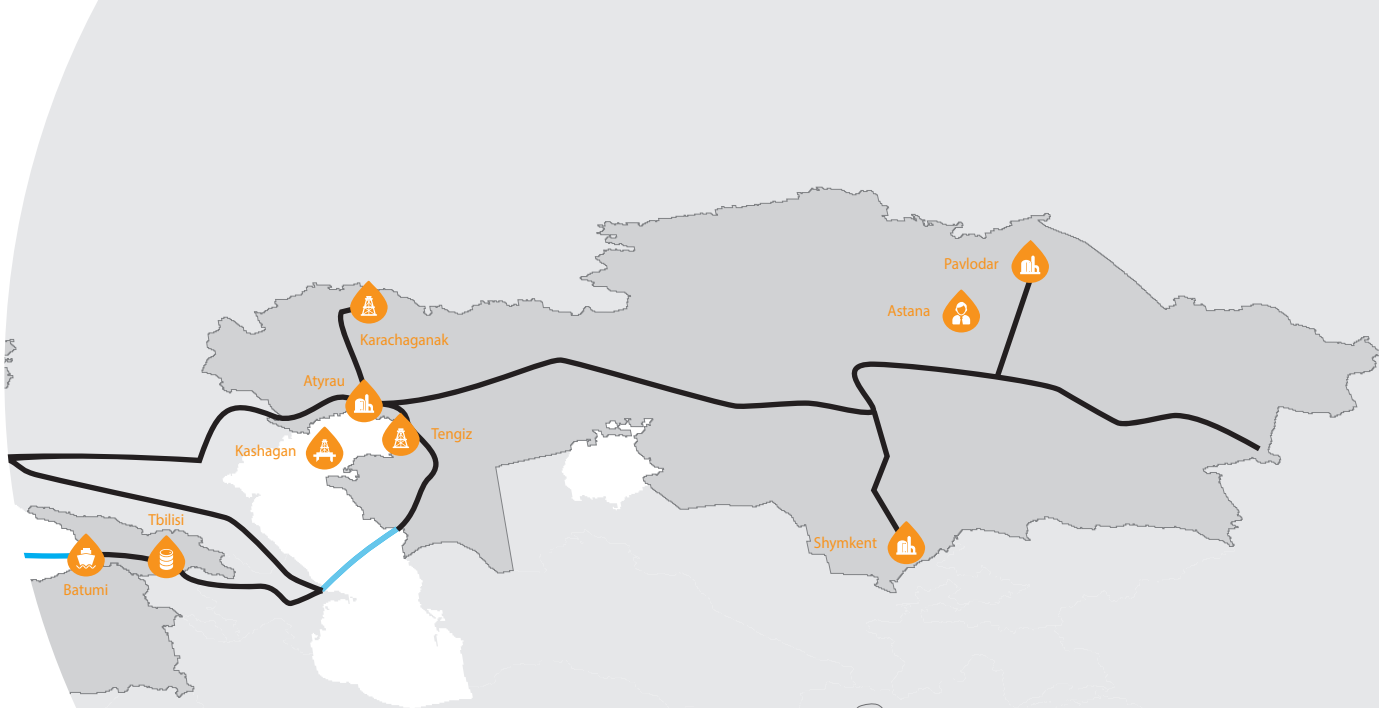 Pavlodar
Astana
Karachaganak
Atyrau
Tengiz
Kashagan
Tbilisi
Shymkent
Batumi